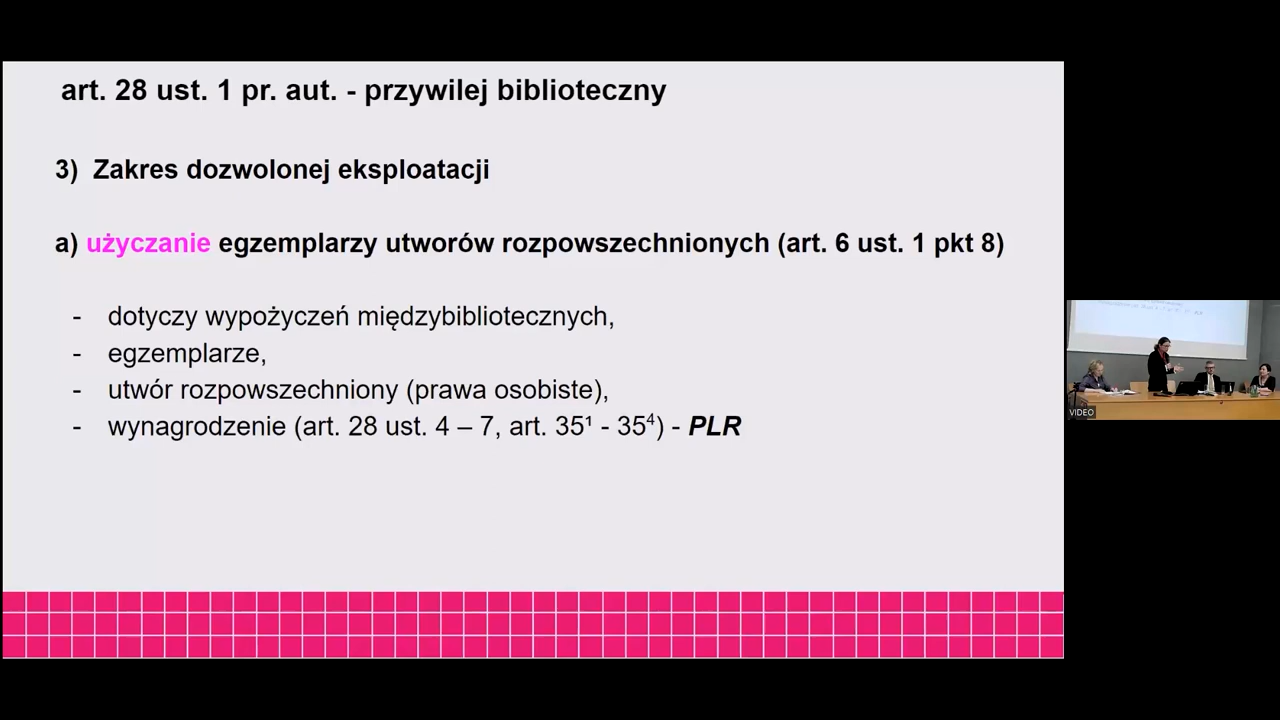 art. 28 ust. 1 pr. aut. - przywilej biblioteczny
3) Zakres dozwolonej eksploatacji
a) użyczanie egzemplarzy utworów rozpowszechnionych (art. 6 ust. 1 pkt 8)
- dotyczy wypożyczeń międzybibliotecznych,
- egzemplarze,
- utwór rozpowszechniony (prawa osobiste),
- wynagrodzenie (art. 28 ust. 4 – 7, art. 35¹ - 35⁴) - PLR
VIDEO